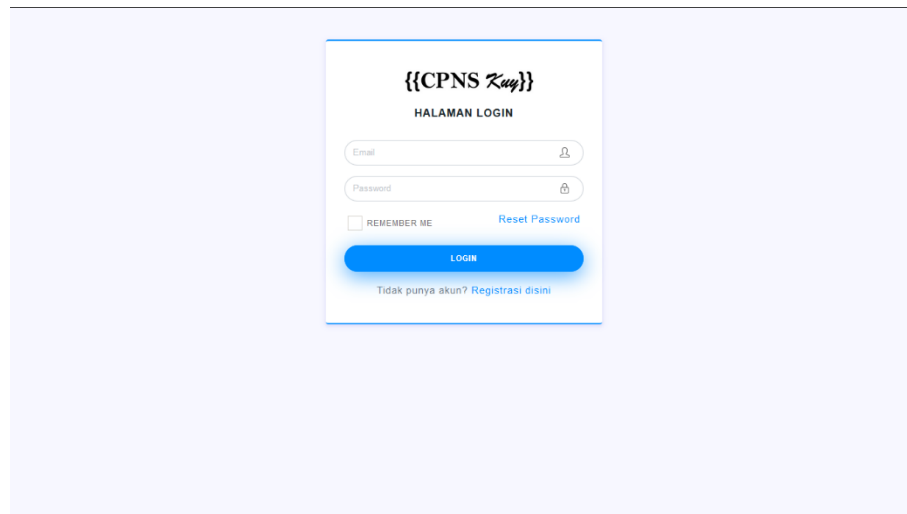 {{CPNS Kuy}}
HALAMAN LOGIN
Email
Password
REMEMBER ME
Reset Password
LOGIN
Tidak punya akun? Registrasi disini